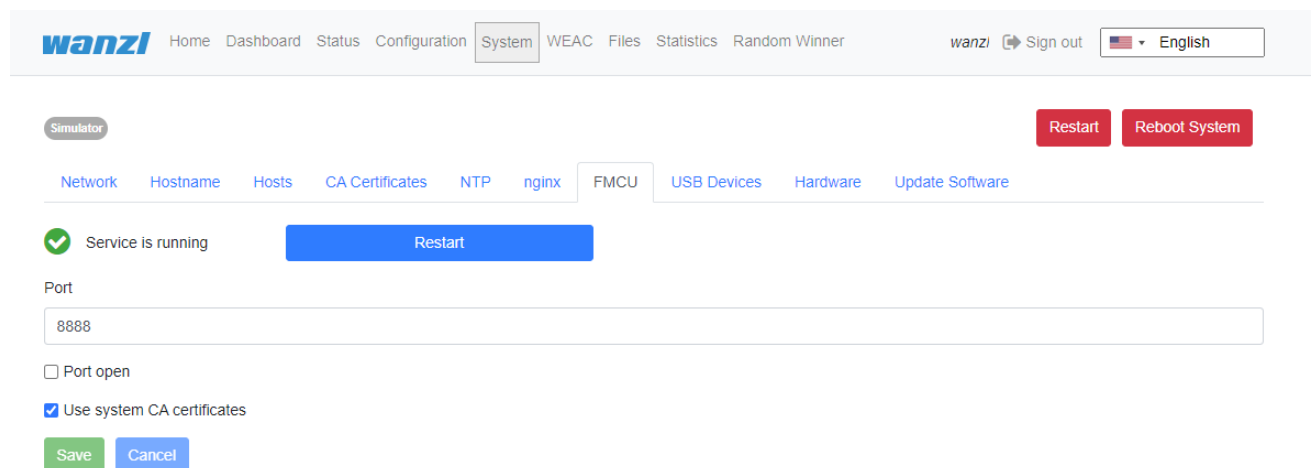 wanzl Home Dashboard Status Configuration System WEAC Files Statistics Random Winner wanzl Sign out English
Simulator Restart Reboot System
Network Hostname Hosts CA Certificates NTP nginx FMCU USB Devices Hardware Update Software
Service is running Restart
Port
8888
Port open
Use system CA certificates
Save Cancel